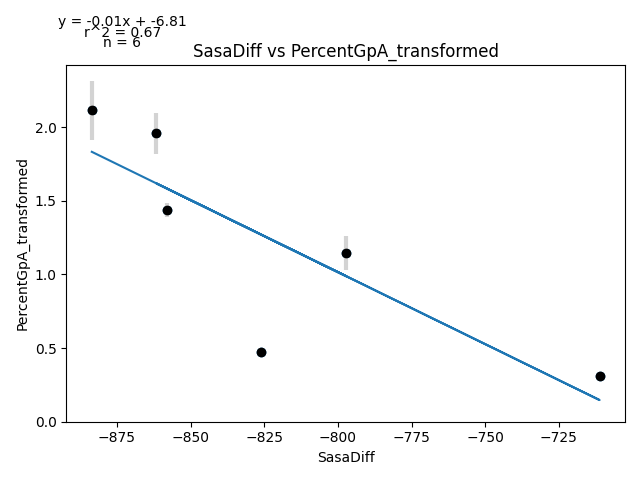 y = -0.01x + -6.81
r^2 = 0.67
n = 6
SasaDiff vs PercentGpA_transformed
PercentGpA_transformed
2.0
1.5
1.0
0.5
0.0
−875
−850
−825
−800
−775
−750
−725
SasaDiff